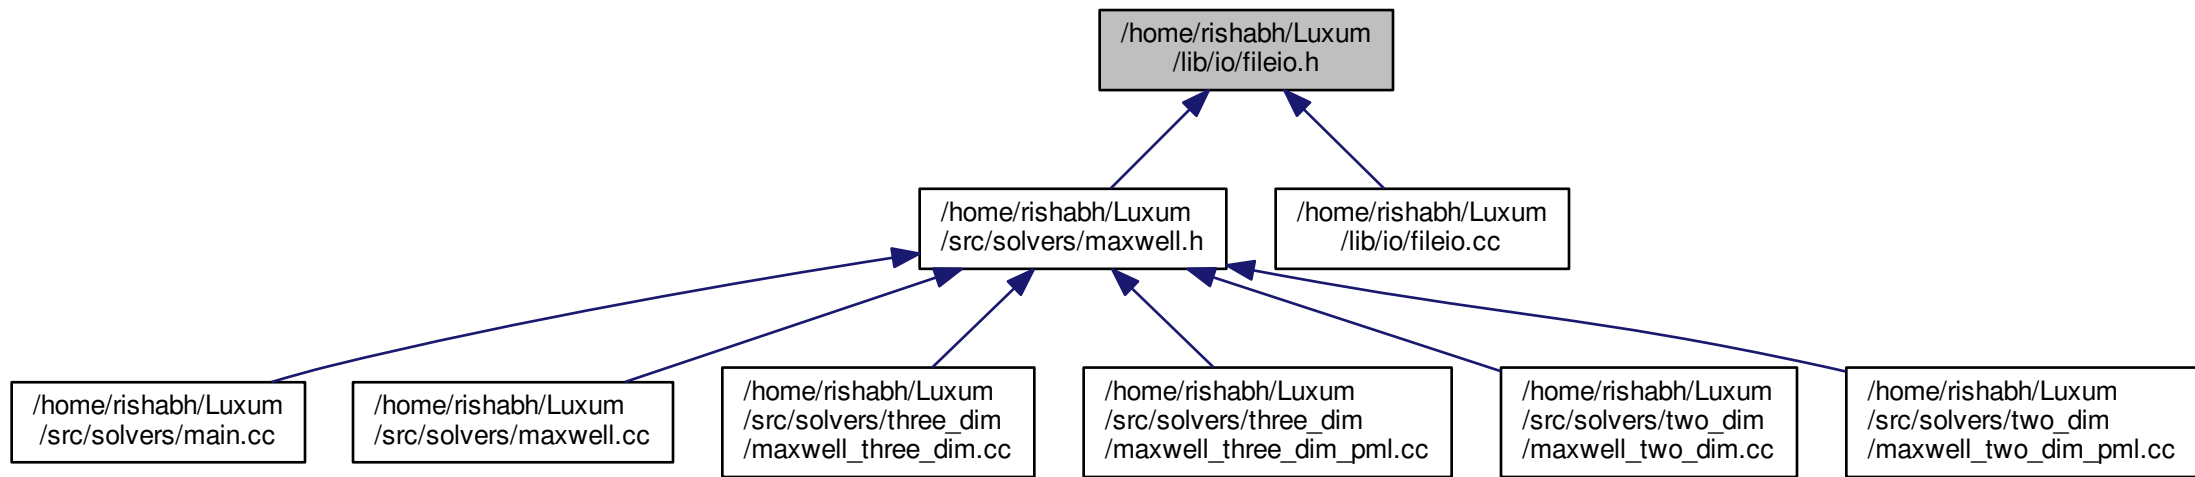 /home/rishabh/Luxum
/lib/io/fileio.h
/home/rishabh/Luxum
/src/solvers/maxwell.h
/home/rishabh/Luxum
/lib/io/fileio.cc
/home/rishabh/Luxum
/src/solvers/main.cc
/home/rishabh/Luxum
/src/solvers/maxwell.cc
/home/rishabh/Luxum
/src/solvers/three_dim
/maxwell_three_dim.cc
/home/rishabh/Luxum
/src/solvers/three_dim
/maxwell_three_dim_pml.cc
/home/rishabh/Luxum
/src/solvers/two_dim
/maxwell_two_dim.cc
/home/rishabh/Luxum
/src/solvers/two_dim
/maxwell_two_dim_pml.cc